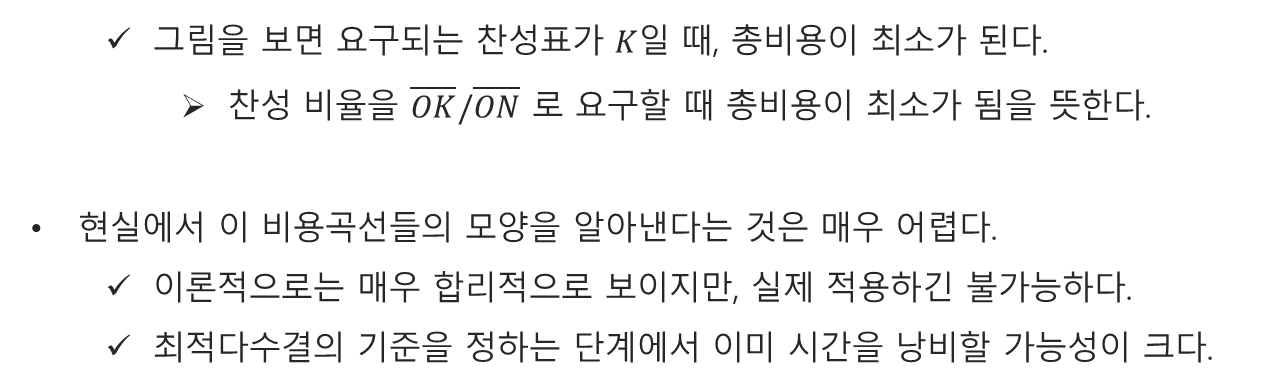 ✓ 그림을 보면 요구되는 찬성표가 K일 때, 총비용이 최소가 된다.
➢ 찬성 비율을 O̅K̅/O̅N̅ 로 요구할 때 총비용이 최소가 됨을 뜻한다.
• 현실에서 이 비용곡선들의 모양을 알아낸다는 것은 매우 어렵다.
✓ 이론적으로는 매우 합리적으로 보이지만, 실제 적용하긴 불가능하다.
✓ 최적다수결의 기준을 정하는 단계에서 이미 시간을 낭비할 가능성이 크다.